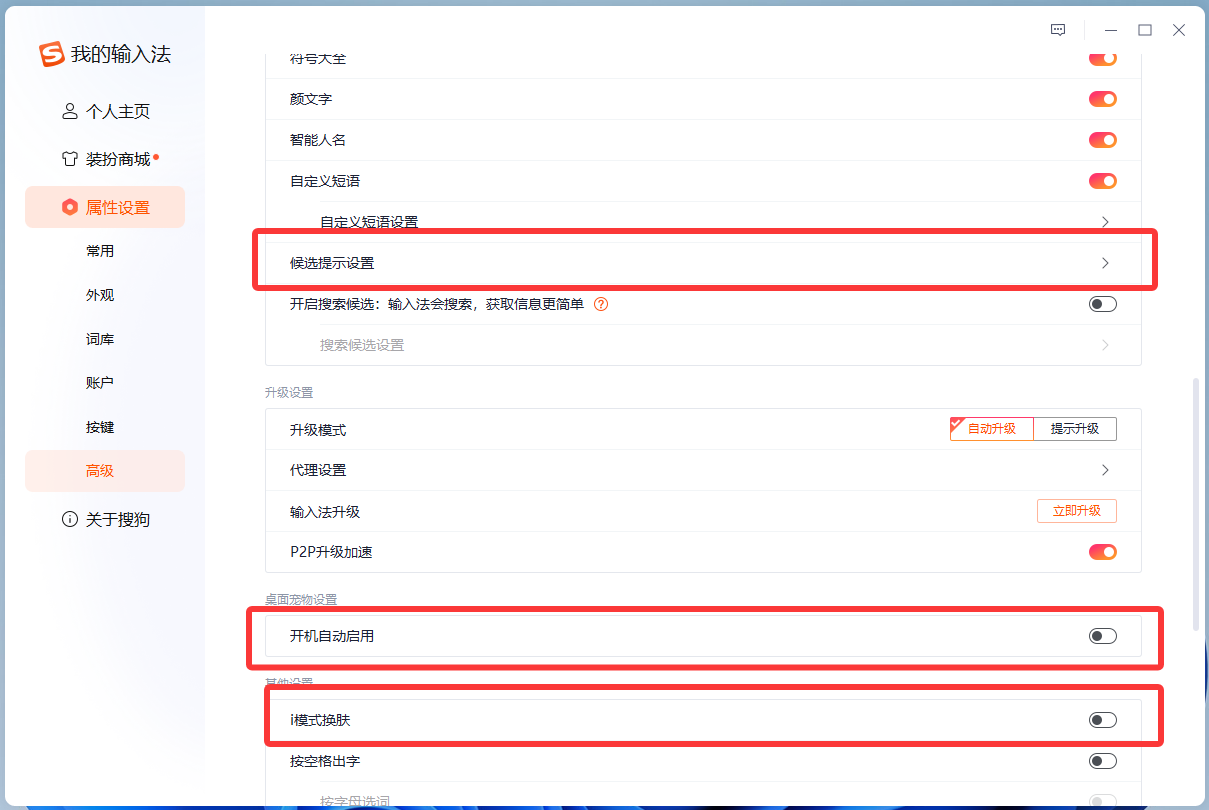 我的输入法
个人主页
装扮商城
属性设置
常用
外观
词库
账户
按键
高级
关于搜狗
符号大全
颜文字
智能人名
自定义短语
自定义短语设置
候选提示设置
开启搜索候选：输入法会搜索，获取信息更简单 ?
搜索候选设置
升级设置
升级模式 自动升级 提示升级
代理设置
输入法升级 立即升级
P2P升级加速
桌面宠物设置
开机自动启用
其他设置
i模式换肤
按空格出字
按字母选词